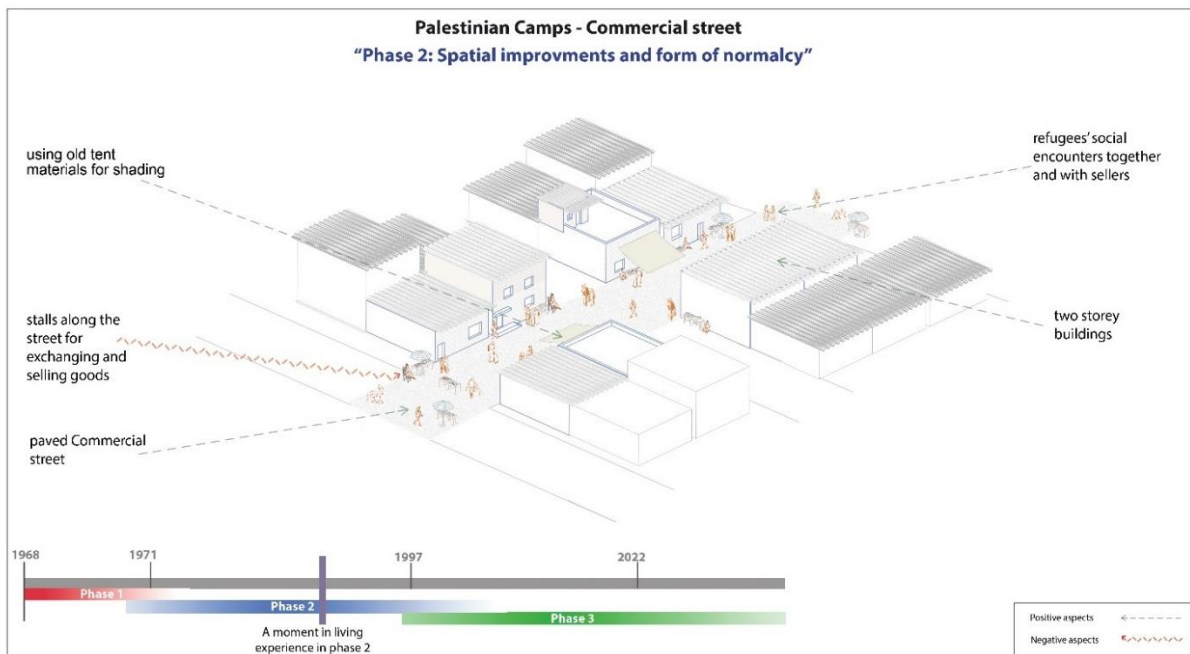 Palestinian Camps - Commercial street
“Phase 2: Spatial improvments and form of normalcy”
using old tent
materials for shading
refugees’ social
encounters together
and with sellers
stalls along the
street for
exchanging and
selling goods
two storey
buildings
paved Commercial
street
1968
1971
1997
2022
Phase 1
Phase 2
Phase 3
A moment in living
experience in phase 2
Positive aspects
Negative aspects